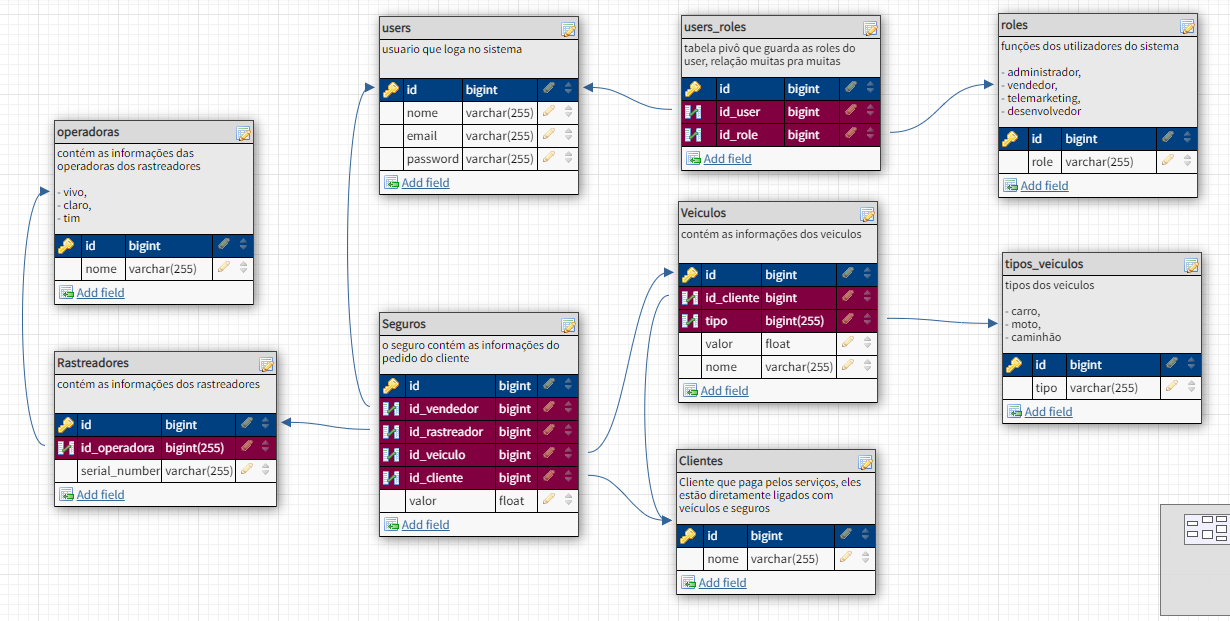 users
usuario que loga no sistema
id bigint
nome varchar(255)
email varchar(255)
password varchar(255)
Add field
users_roles
tabela pivô que guarda as roles do
user, relação muitas pra muitas
id bigint
id_user bigint
id_role bigint
Add field
roles
funções dos utilizadores do sistema
- administrador,
- vendedor,
- telemarketing,
- desenvolvedor
id bigint
role varchar(255)
Add field
operadoras
contém as informações das
operadoras dos rastreadores
- vivo,
- claro,
- tim
id bigint
nome varchar(255)
Add field
Veiculos
contém as informações dos veiculos
id bigint
id_cliente bigint
tipo bigint(255)
valor float
nome varchar(255)
Add field
tipos_veiculos
tipos dos veiculos
- carro,
- moto,
- caminhão
id bigint
tipo varchar(255)
Add field
Seguros
o seguro contém as informações do
pedido do cliente
id bigint
id_vendedor bigint
id_rastreador bigint
id_veiculo bigint
id_cliente bigint
valor float
Add field
Rastreadores
contém as informações dos rastreadores
id bigint
id_operadora bigint(255)
serial_number varchar(255)
Add field
Clientes
Cliente que paga pelos serviços, eles
estão diretamente ligados com
veículos e seguros
id bigint
nome varchar(255)
Add field